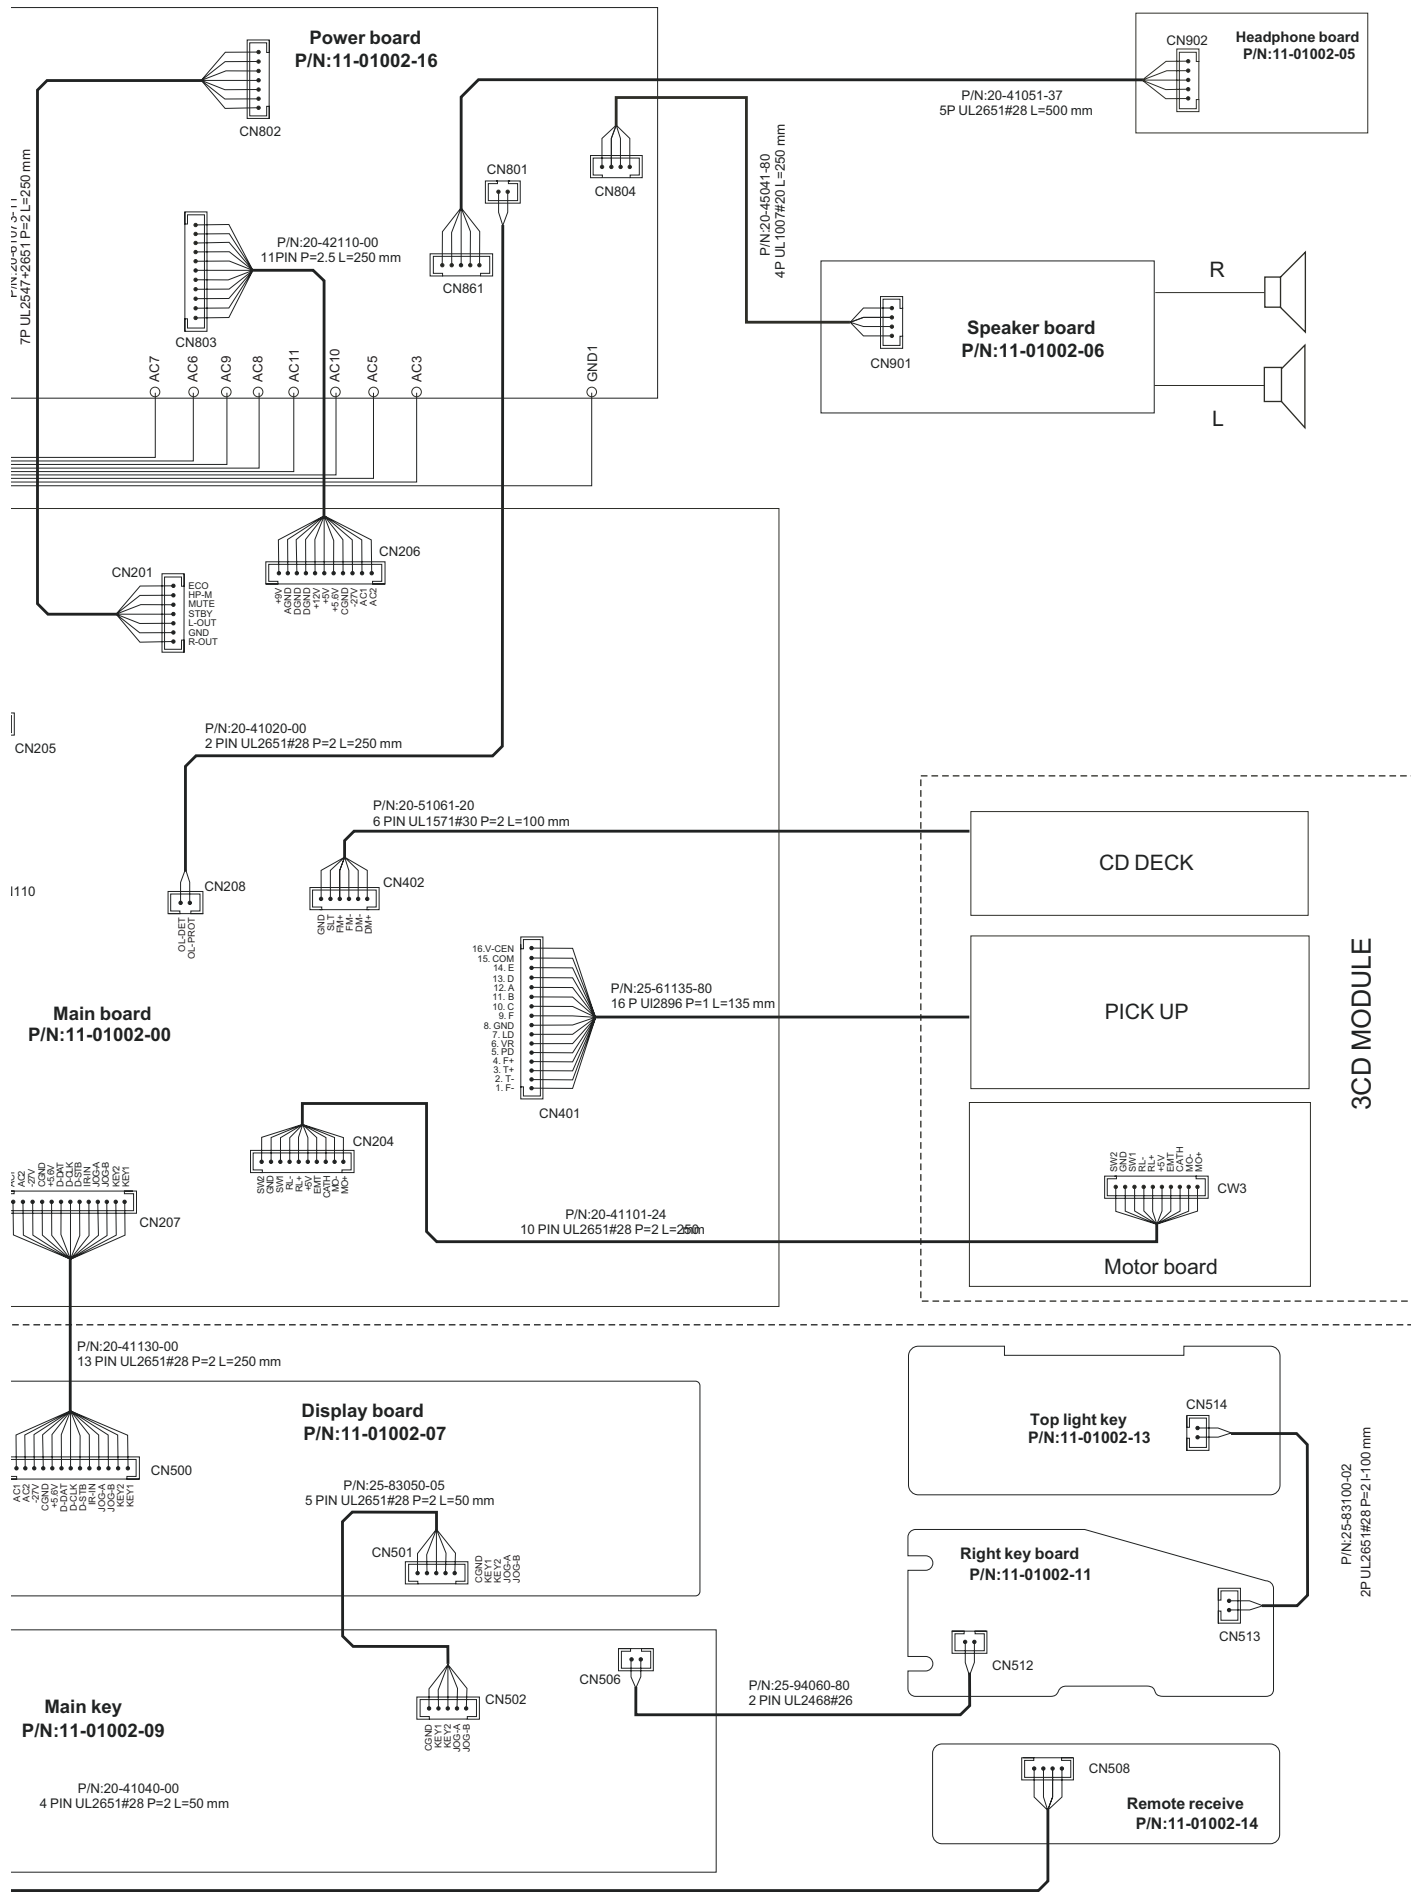 Power board
P/N:11-01002-16
CN802
7P UL2547+2651 P=2 L=250 mm
CN803
P/N:20-42110-00
11PIN P=2.5 L=250 mm
CN801
CN861
CN804
P/N:20-41051-37
5P UL2651#28 L=500 mm
CN902
Headphone board
P/N:11-01002-05
P/N:20-45041-80
4P UL1007#20 L=250 mm
CN901
Speaker board
P/N:11-01002-06
R
L
AC7
AC6
AC9
AC8
AC11
AC10
AC5
AC3
GND1
CN201
ECO
HP-M
MUTE
STBY
L-OUT
GND
R-OUT
CN206
+9V
AGND
DGND
DGND
+12V
+5V
+5.6V
CGND
-27V
AC1
AC2
CN205
P/N:20-41020-00
2 PIN UL2651#28 P=2 L=250 mm
P/N:20-51061-20
6 PIN UL1571#30 P=2 L=100 mm
I110
CN208
OL-DET
OL-PROT
CN402
GND
SLT
FM+
FM-
DM-
DM+
CD DECK
16.V-CEN
15. COM
14. E
13. D
12. A
11. B
10. C
9. F
8. GND
7. LD
6. VR
5. PD
4. F+
3. T+
2. T-
1. F-
CN401
P/N:25-61135-80
16 P Ul2896 P=1 L=135 mm
PICK UP
3CD MODULE
Main board
P/N:11-01002-00
CN204
SW2
GND
SW1
RL-
RL+
+5V
EMT
CATH
MO-
MO+
SW2
GND
SW1
RL-
RL+
+5V
EMT
CATH
MO-
MO+
CW3
Motor board
P/N:20-41101-24
10 PIN UL2651#28 P=2 L=250mm
AC2
-27V
CGND
+5.6V
D-DAT
D-CLK
D-STB
IR-IN
JOG-A
JOG-B
KEY2
KEY1
CN207
P/N:20-41130-00
13 PIN UL2651#28 P=2 L=250 mm
Display board
P/N:11-01002-07
CN500
AC1
AC2
-27V
CGND
+5.6V
D-DAT
D-CLK
D-STB
IR-IN
JOG-A
JOG-B
KEY2
KEY1
P/N:25-83050-05
5 PIN UL2651#28 P=2 L=50 mm
CN501
CGND
KEY1
KEY2
JOG-A
JOG-B
Top light key
P/N:11-01002-13
CN514
P/N:25-83100-02
2P UL2651#28 P=2 l-100 mm
Right key board
P/N:11-01002-11
CN513
CN512
CN506
P/N:25-94060-80
2 PIN UL2468#26
CN502
CGND
KEY1
KEY2
JOG-A
JOG-B
Main key
P/N:11-01002-09
P/N:20-41040-00
4 PIN UL2651#28 P=2 L=50 mm
CN508
Remote receive
P/N:11-01002-14